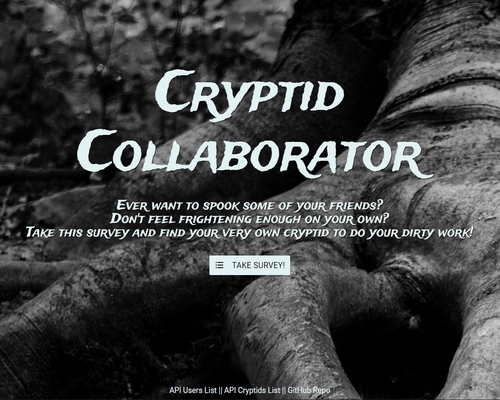 Cryptid
Collaborator
Ever want to spook some of your friends?
Don't feel frightening enough on your own?
Take this survey and find your very own cryptid to do your dirty work!
TAKE SURVEY!
API Users List || API Cryptids List || GitHub Repo